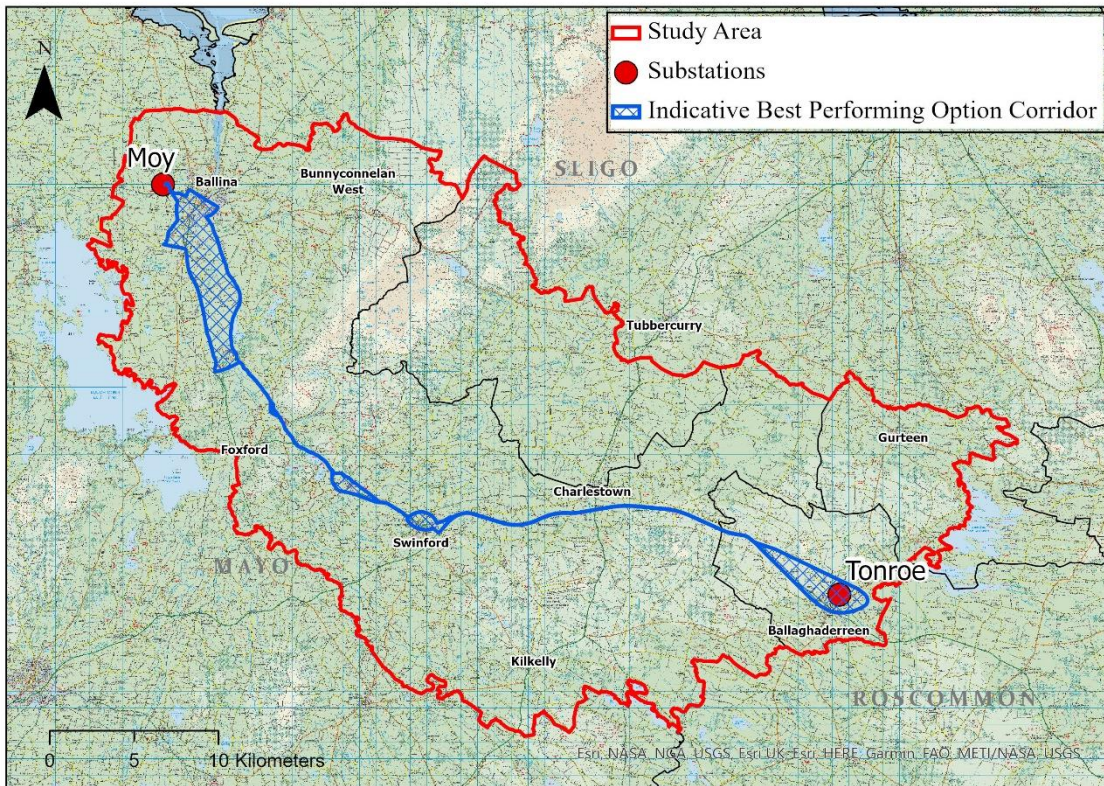 Study Area
Substations
Indicative Best Performing Option Corridor
N
Moy
Ballina
Bunnyconnelan
West
SLIGO
Tubbercurry
Gurteen
Foxford
Charlestown
Swinford
MAYO
Tonroe
Ballaghaderreen
Kilkelly
ROSCOMMON
0 5 10 Kilometers
Esri, NASA, NGA, USGS, Esri UK, Esri, HERE, Garmin, FAO, METI/NASA, USGS